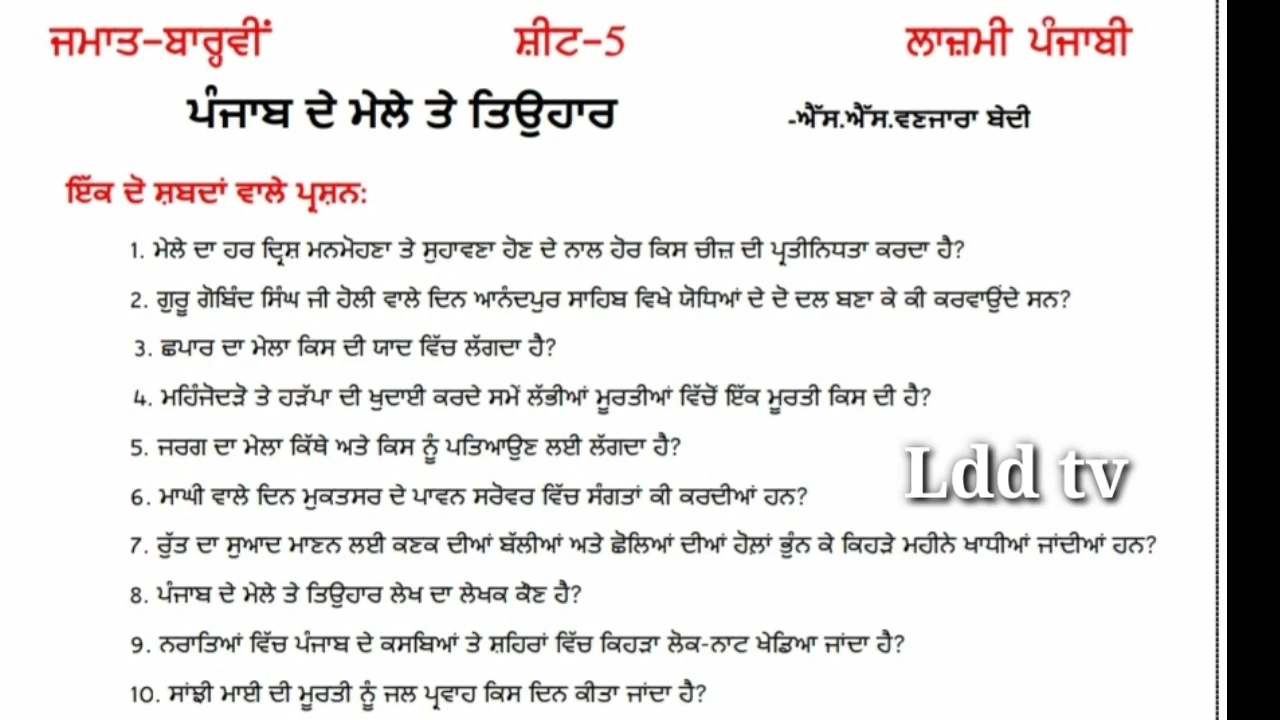 ਜਮਾਤ-ਬਾਰ੍ਹਵੀਂ ਸ਼ੀਟ-5 ਲਾਜ਼ਮੀ ਪੰਜਾਬੀ
ਪੰਜਾਬ ਦੇ ਮੇਲੇ ਤੇ ਤਿਉਹਾਰ -ਐੱਸ.ਐੱਸ.ਵਣਜਾਰਾ ਬੇਦੀ
ਇੱਕ ਦੋ ਸ਼ਬਦਾਂ ਵਾਲੇ ਪ੍ਰਸ਼ਨ:
1. ਮੇਲੇ ਦਾ ਹਰ ਦ੍ਰਿਸ਼ ਮਨਮੋਹਣਾ ਤੇ ਸੁਹਾਵਣਾ ਹੋਣ ਦੇ ਨਾਲ ਹੋਰ ਕਿਸ ਚੀਜ਼ ਦੀ ਪ੍ਰਤੀਨਿਧਤਾ ਕਰਦਾ ਹੈ?
2. ਗੁਰੂ ਗੋਬਿੰਦ ਸਿੰਘ ਜੀ ਹੋਲੀ ਵਾਲੇ ਦਿਨ ਆਨੰਦਪੁਰ ਸਾਹਿਬ ਵਿਖੇ ਯੋਧਿਆਂ ਦੇ ਦੋ ਦਲ ਬਣਾ ਕੇ ਕੀ ਕਰਵਾਉਂਦੇ ਸਨ?
3. ਛਪਾਰ ਦਾ ਮੇਲਾ ਕਿਸ ਦੀ ਯਾਦ ਵਿੱਚ ਲੱਗਦਾ ਹੈ?
4. ਮਹਿੰਜੋਦੜੋ ਤੇ ਹੜੱਪਾ ਦੀ ਖੁਦਾਈ ਕਰਦੇ ਸਮੇਂ ਲੱਭੀਆਂ ਮੂਰਤੀਆਂ ਵਿੱਚੋਂ ਇੱਕ ਮੂਰਤੀ ਕਿਸ ਦੀ ਹੈ?
5. ਜਰਗ ਦਾ ਮੇਲਾ ਕਿੱਥੇ ਅਤੇ ਕਿਸ ਨੂੰ ਪਤਿਆਉਣ ਲਈ ਲੱਗਦਾ ਹੈ?
Ldd tv
6. ਮਾਘੀ ਵਾਲੇ ਦਿਨ ਮੁਕਤਸਰ ਦੇ ਪਾਵਨ ਸਰੋਵਰ ਵਿੱਚ ਸੰਗਤਾਂ ਕੀ ਕਰਦੀਆਂ ਹਨ?
7. ਰੁੱਤ ਦਾ ਸੁਆਦ ਮਾਣਨ ਲਈ ਕਣਕ ਦੀਆਂ ਬੱਲੀਆਂ ਅਤੇ ਛੋਲਿਆਂ ਦੀਆਂ ਹੋਲ਼ਾਂ ਭੁੰਨ ਕੇ ਕਿਹੜੇ ਮਹੀਨੇ ਖਾਧੀਆਂ ਜਾਂਦੀਆਂ ਹਨ?
8. ਪੰਜਾਬ ਦੇ ਮੇਲੇ ਤੇ ਤਿਉਹਾਰ ਲੇਖ ਦਾ ਲੇਖਕ ਕੌਣ ਹੈ?
9. ਨਰਾਤਿਆਂ ਵਿੱਚ ਪੰਜਾਬ ਦੇ ਕਸਬਿਆਂ ਤੇ ਸ਼ਹਿਰਾਂ ਵਿੱਚ ਕਿਹੜਾ ਲੋਕ-ਨਾਟ ਖੇਡਿਆ ਜਾਂਦਾ ਹੈ?
10. ਸਾਂਝੀ ਮਾਈ ਦੀ ਮੂਰਤੀ ਨੂੰ ਜਲ ਪ੍ਰਵਾਹ ਕਿਸ ਦਿਨ ਕੀਤਾ ਜਾਂਦਾ ਹੈ?